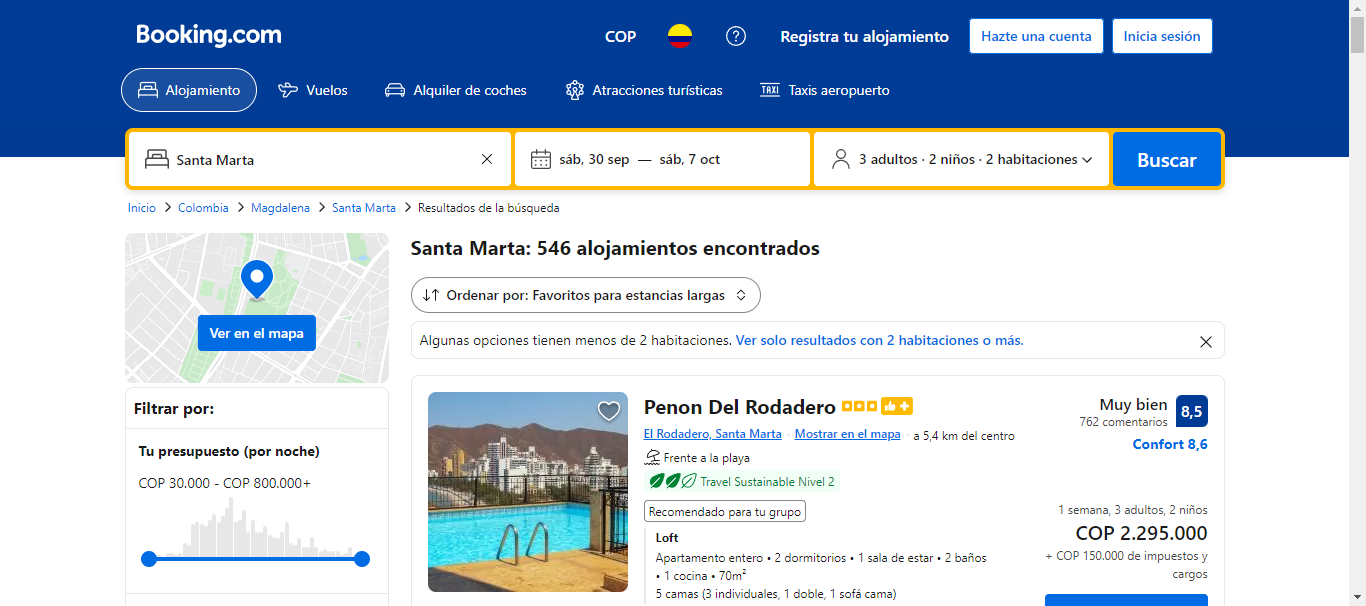 Booking.com
COP
Registra tu alojamiento
Hazte una cuenta
Inicia sesión
Alojamiento
Vuelos
Alquiler de coches
Atracciones turísticas
TAXI Taxis aeropuerto
Santa Marta
sáb, 30 sep — sáb, 7 oct
3 adultos · 2 niños · 2 habitaciones
Buscar
Inicio > Colombia > Magdalena > Santa Marta > Resultados de la búsqueda
Ver en el mapa
Filtrar por:
Tu presupuesto (por noche)
COP 30.000 - COP 800.000+
Santa Marta: 546 alojamientos encontrados
Ordenar por: Favoritos para estancias largas
Algunas opciones tienen menos de 2 habitaciones. Ver solo resultados con 2 habitaciones o más.
Penon Del Rodadero
El Rodadero, Santa Marta · Mostrar en el mapa · a 5,4 km del centro
Frente a la playa
Travel Sustainable Nivel 2
Recomendado para tu grupo
Loft
Apartamento entero • 2 dormitorios • 1 sala de estar • 2 baños
• 1 cocina • 70m²
5 camas (3 individuales, 1 doble, 1 sofá cama)
Muy bien 8,5
762 comentarios
Confort 8,6
1 semana, 3 adultos, 2 niños
COP 2.295.000
+ COP 150.000 de impuestos y
cargos